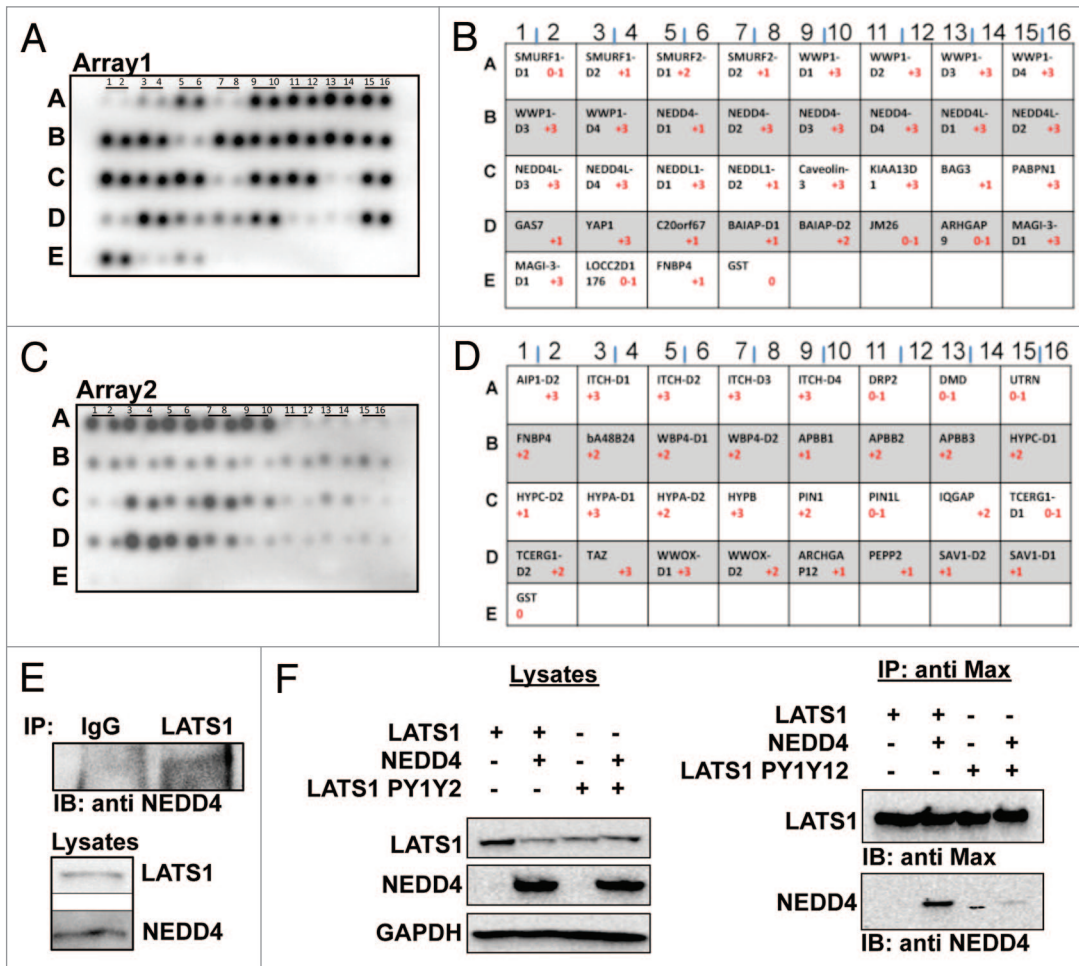 A
Array1
1 2 3 4 5 6 7 8 9 10 11 12 13 14 15 16
A
B
C
D
E
B
1 2 3 4 5 6 7 8 9 10 11 12 13 14 15 16
A
SMURF1- SMURF1- SMURF2- SMURF2- WWP1- WWP1- WWP1- WWP1-
D1 0-1 D2 +1 D1 +2 D2 +1 D1 +3 D2 +3 D3 +3 D4 +3
B
WWP1- WWP1- NEDD4- NEDD4- NEDD4- NEDD4- NEDD4L- NEDD4L-
D3 +3 D4 +3 D1 +1 D2 +3 D3 +3 D4 +3 D1 +3 D2 +3
C
NEDD4L- NEDD4L- NEDDL1- NEDDL1- Caveolin- KIAA13D BAG3 PABPN1
D3 +3 D4 +3 D1 +3 D2 +1 3 +3 1 +3 +1 +3
D
GAS7 YAP1 C20orf67 BAIAP-D1 BAIAP-D2 JM26 ARHGAP MAGI-3-
+1 +3 +1 +1 +2 0-1 9 0-1 D1 +3
E
MAGI-3- LOCC2D1 FNBP4 GST
D1 +3 176 0-1 +1 0
C
Array2
1 2 3 4 5 6 7 8 9 10 11 12 13 14 15 16
A
B
C
D
E
D
1 2 3 4 5 6 7 8 9 10 11 12 13 14 15 16
A
AIP1-D2 ITCH-D1 ITCH-D2 ITCH-D3 ITCH-D4 DRP2 DMD UTRN
+3 +3 +3 +3 +3 0-1 0-1 0-1
B
FNBP4 bA48B24 WBP4-D1 WBP4-D2 APBB1 APBB2 APBB3 HYPC-D1
+2 +2 +2 +2 +1 +2 +2 +2
C
HYPC-D2 HYPA-D1 HYPA-D2 HYPB PIN1 PIN1L IQGAP TCERG1-
+1 +3 +2 +3 +2 0-1 +2 D1 0-1
D
TCERG1- TAZ WWOX- WWOX- ARCHGA PEPP2 SAV1-D2 SAV1-D1
D2 +2 +3 D1 +3 D2 +2 P12 +1 +1 +1 +1
E
GST
0
E
IP: IgG LATS1
IB: anti NEDD4
Lysates
LATS1
NEDD4
F
Lysates
LATS1 + + - -
NEDD4 - + - +
LATS1 PY1Y2 - - + +
LATS1
NEDD4
GAPDH
IP: anti Max
LATS1 + + - -
NEDD4 - + - +
LATS1 PY1Y12 - - + +
LATS1
IB: anti Max
NEDD4
IB: anti NEDD4